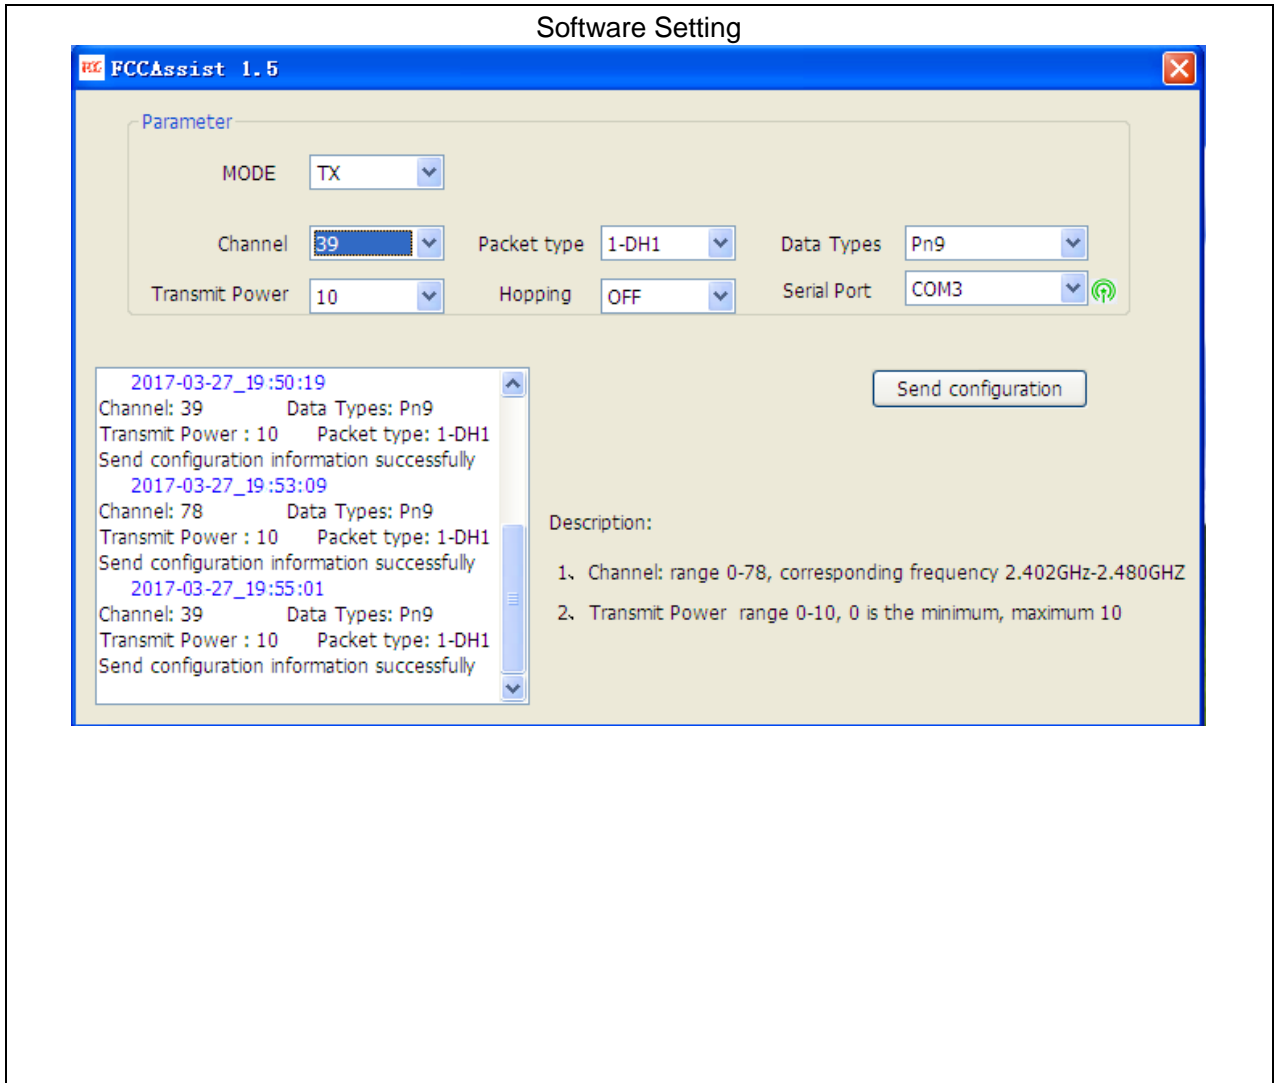 Software Setting
FCC FCCAssist 1.5
Parameter
MODE TX
Channel 39 Packet type 1-DH1 Data Types Pn9
Transmit Power 10 Hopping OFF Serial Port COM3
2017-03-27_19:50:19
Channel: 39 Data Types: Pn9
Transmit Power : 10 Packet type: 1-DH1
Send configuration information successfully
2017-03-27_19:53:09
Channel: 78 Data Types: Pn9
Transmit Power : 10 Packet type: 1-DH1
Send configuration information successfully
2017-03-27_19:55:01
Channel: 39 Data Types: Pn9
Transmit Power : 10 Packet type: 1-DH1
Send configuration information successfully
Send configuration
Description:
1、 Channel: range 0-78, corresponding frequency 2.402GHz-2.480GHZ
2、 Transmit Power range 0-10, 0 is the minimum, maximum 10